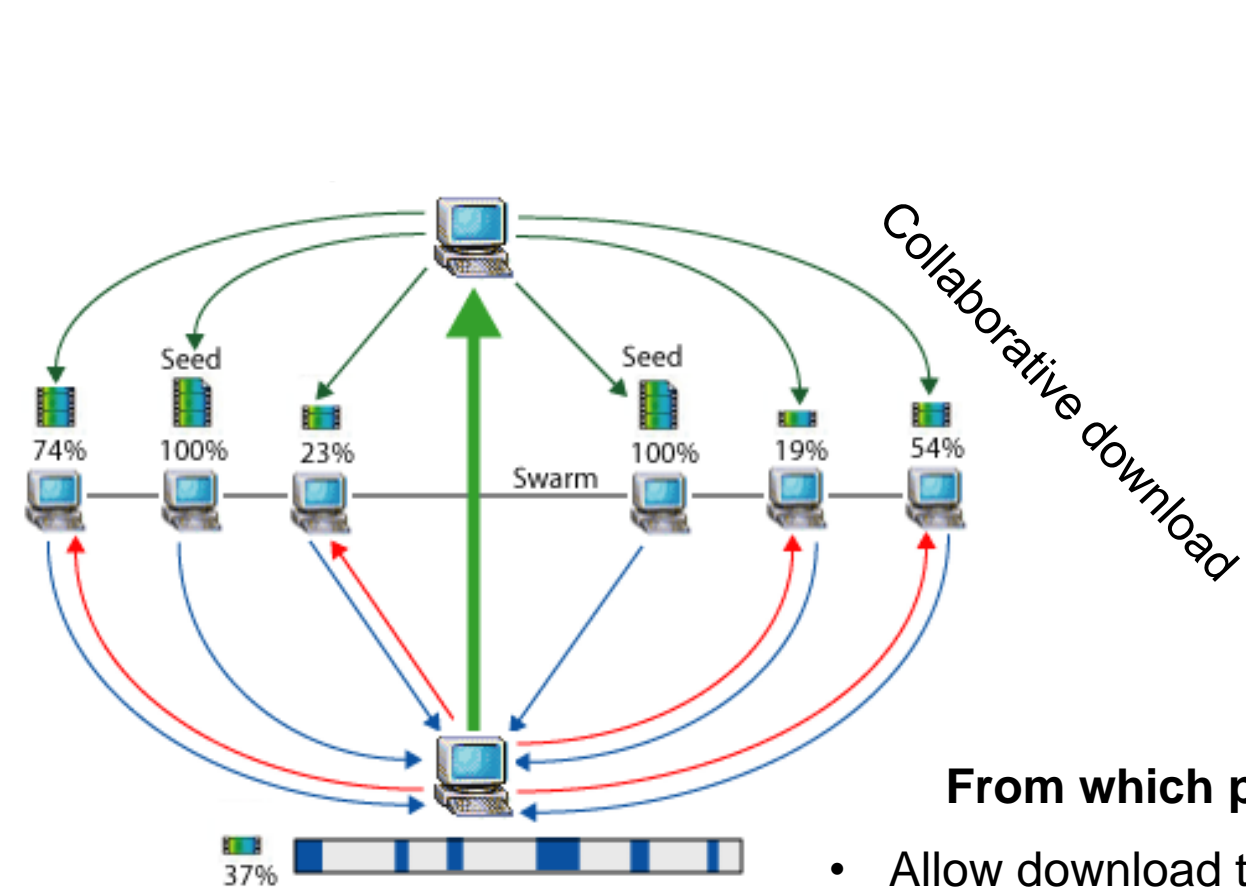 Collaborative download
Seed
Seed
74%
100%
23%
100%
19%
54%
Swarm
From which
37%
• Allow download